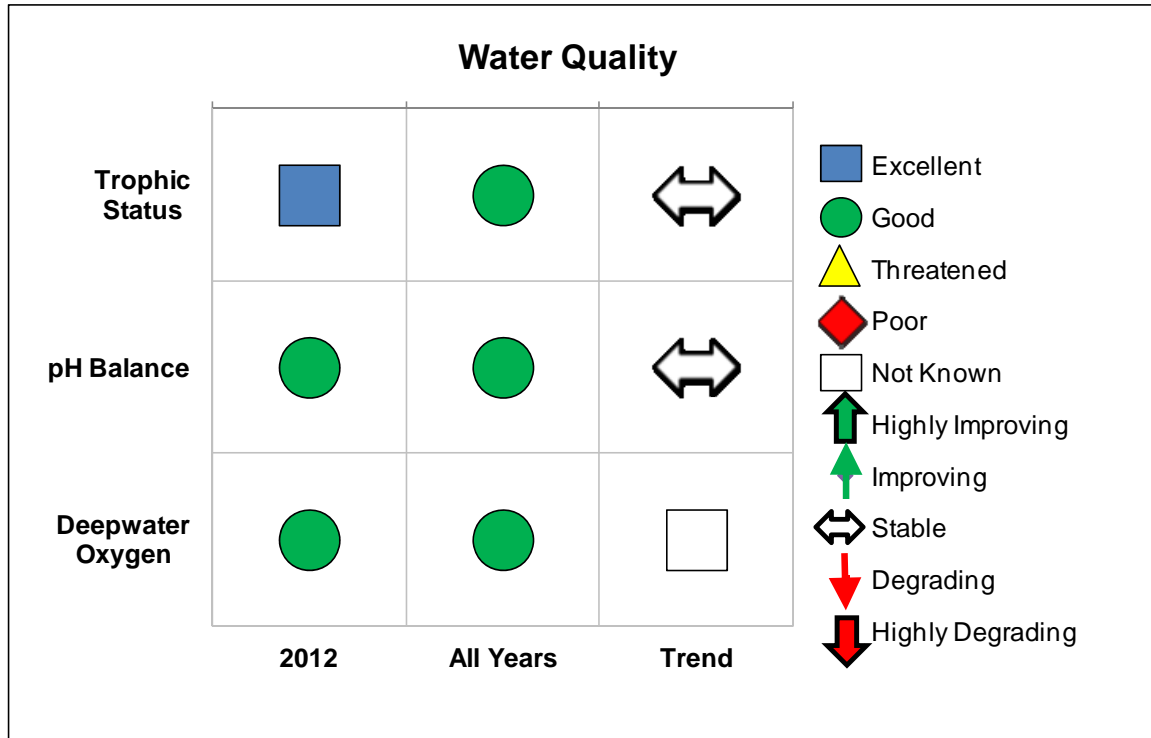 Water Quality
Trophic
Status
pH Balance
Deepwater
Oxygen
2012
All Years
Trend
Excellent
Good
Threatened
Poor
Not Known
Highly Improving
Improving
Stable
Degrading
Highly Degrading